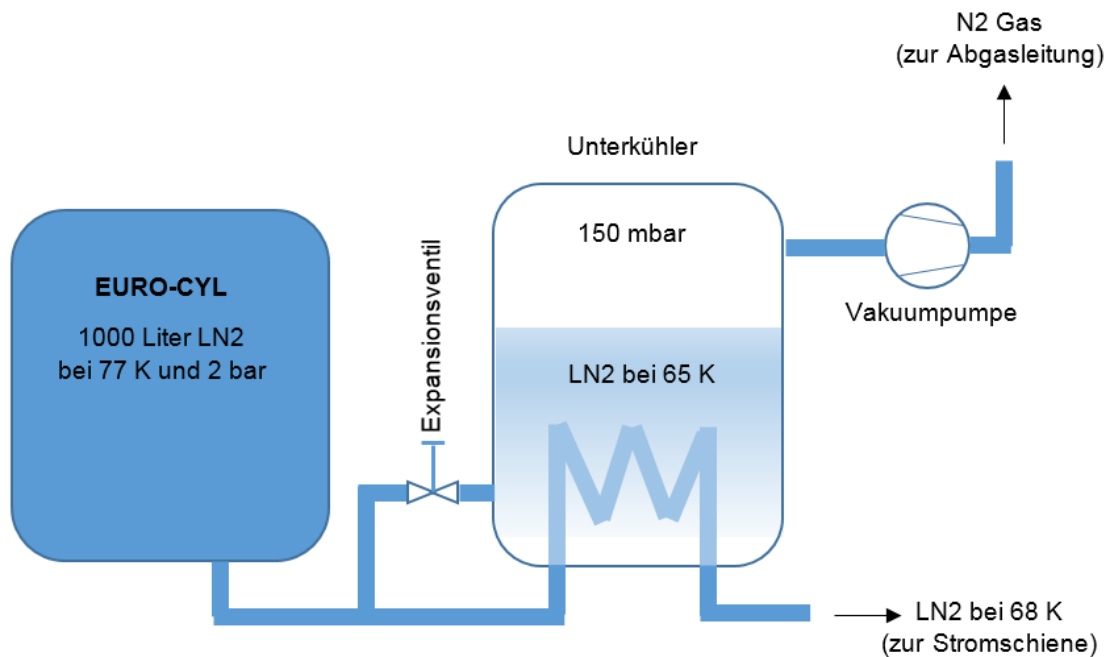 N2 Gas
(zur Abgasleitung)
Unterkühler
150 mbar
Vakuumpumpe
EURO-CYL
1000 Liter LN2
bei 77 K und 2 bar
Expansionsventil
LN2 bei 65 K
LN2 bei 68 K
(zur Stromschiene)